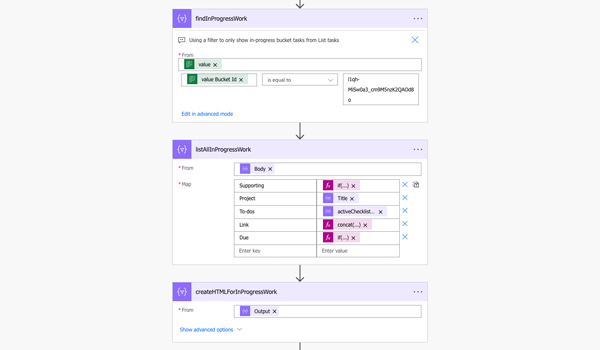 findInProgressWork
Using a filter to only show in-progress bucket tasks from List tasks
* From
value
value Bucket Id
is equal to
Edit in advanced mode
listAllInProgressWork
* From
Body
* Map
Supporting
if(...)
Project
Title
To-dos
activeChecklist...
Link
concat(...)
Due
if(...)
Enter key
Enter value
createHTMLForInProgressWork
* From
Output
Show advanced options